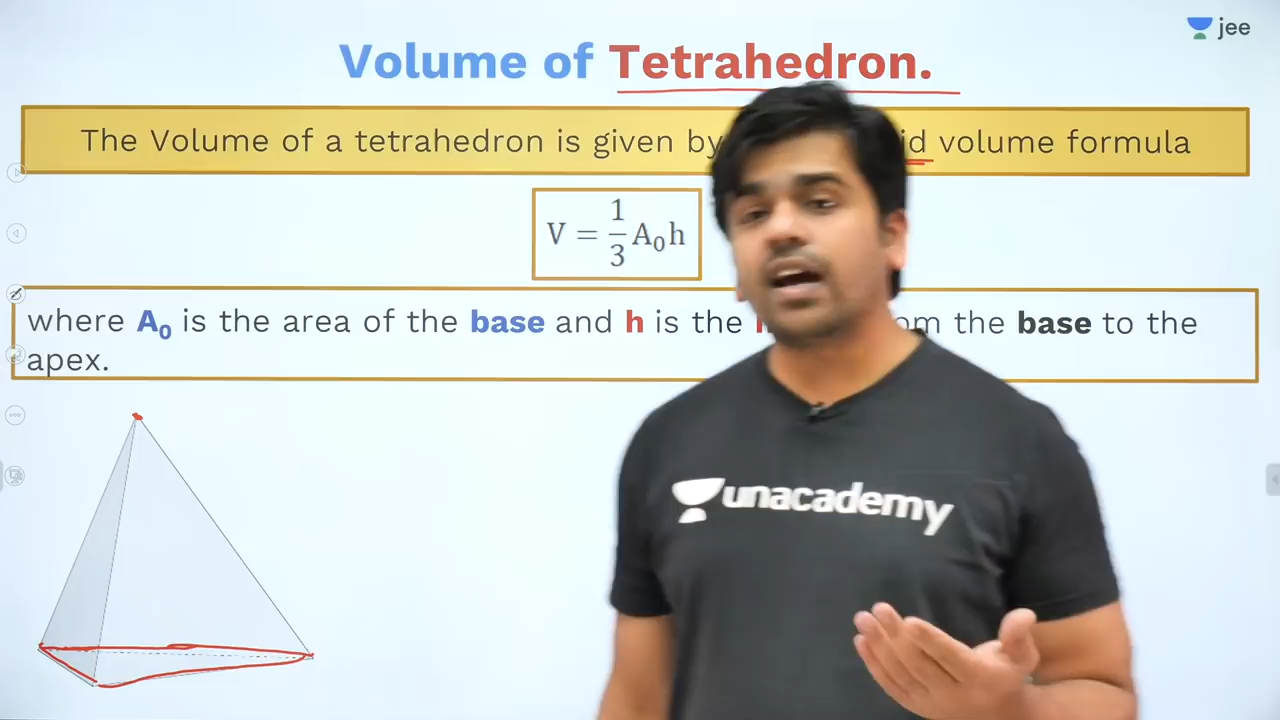 jee
Volume of Tetrahedron.
The Volume of a tetrahedron is given by id volume formula
V = 1/3 A₀h
where A₀ is the area of the base and h is the om the base to the
apex.
unacademy